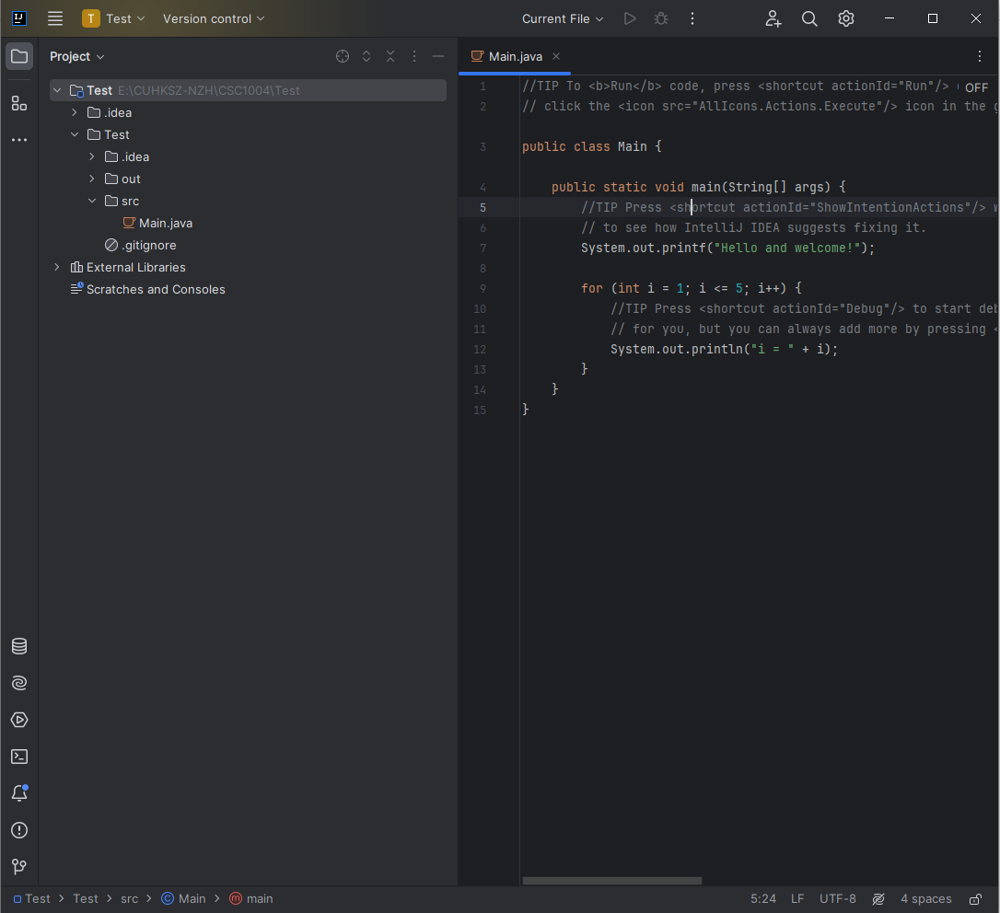 IJ
T Test Version control Current File
Project
Test E:\CUHKSZ-NZH\CSC1004\Test
.idea
Test
.idea
out
src
Main.java
.gitignore
External Libraries
Scratches and Consoles
Main.java
1 //TIP To <b>Run</b> code, press <shortcut actionId="Run"/> OFF
2 // click the <icon src="AllIcons.Actions.Execute"/> icon in the
3 public class Main {
4 public static void main(String[] args) {
5 //TIP Press <shortcut actionId="ShowIntentionActions"/> w
6 // to see how IntelliJ IDEA suggests fixing it.
7 System.out.printf("Hello and welcome!");
8
9 for (int i = 1; i <= 5; i++) {
10 //TIP Press <shortcut actionId="Debug"/> to start deb
11 // for you, but you can always add more by pressing <
12 System.out.println("i = " + i);
13 }
14 }
15 }
Test > Test > src > C Main > m main 5:24 LF UTF-8 4 spaces